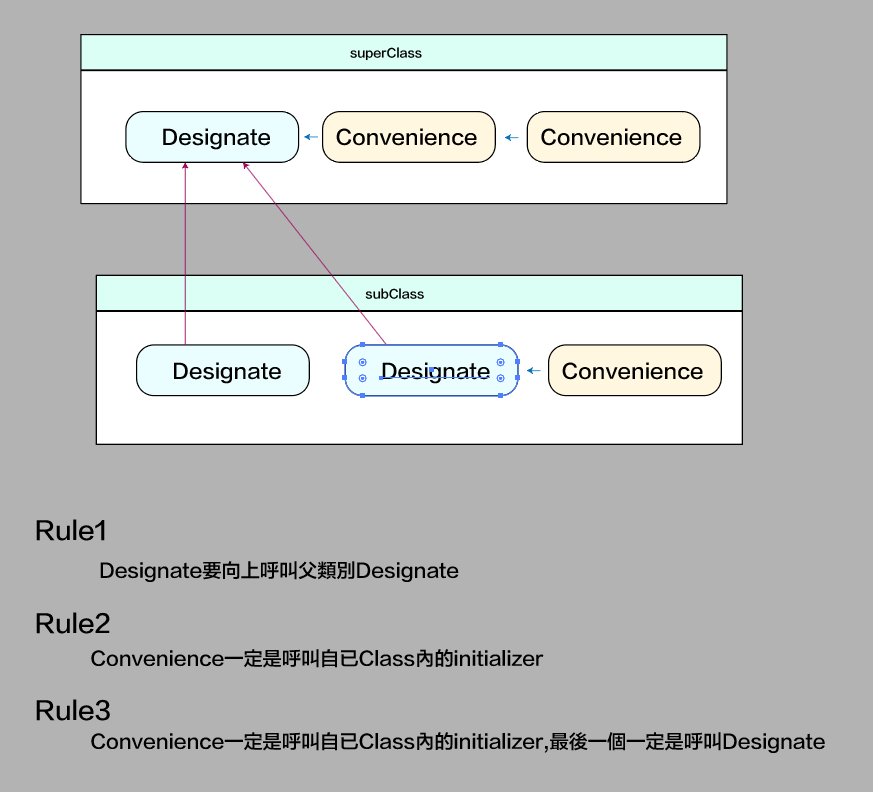 superClass
Designate
Convenience
Convenience
subClass
Designate
Designate
Convenience
Rule1
Designate要向上呼叫父類別Designate
Rule2
Convenience一定是呼叫自已Class內的initializer
Rule3
Convenience一定是呼叫自已Class內的initializer,最後一個一定是呼叫Designate